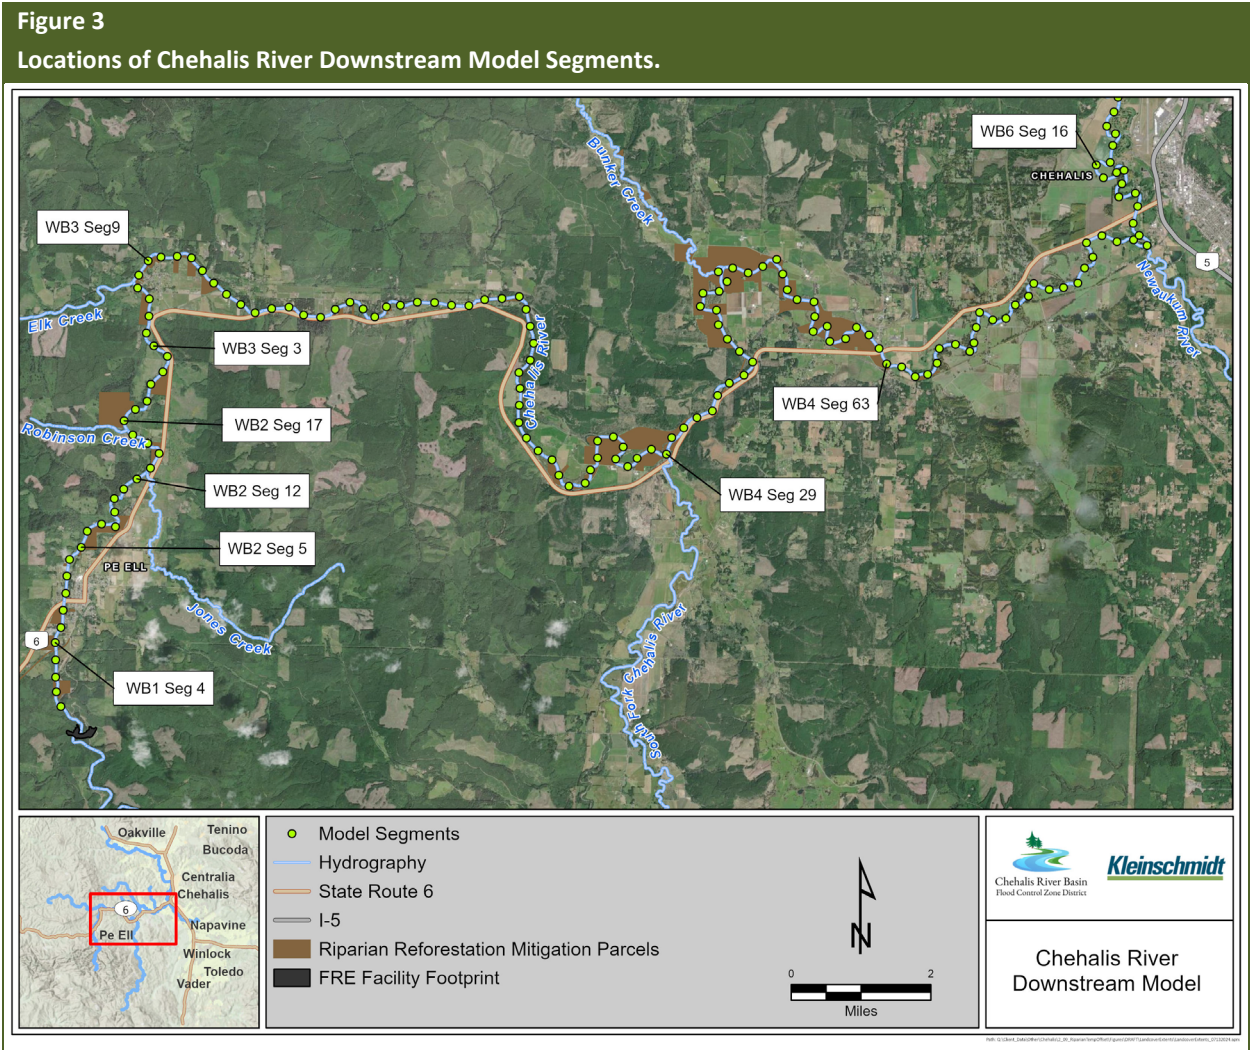 Figure 3
Locations of Chehalis River Downstream Model Segments.
WB6 Seg 16
CHEHALIS
Bunker Creek
WB3 Seg9
5
Newaukum River
Elk Creek
WB3 Seg 3
Chehalis River
WB4 Seg 63
WB2 Seg 17
Robinson Creek
WB2 Seg 12
WB4 Seg 29
WB2 Seg 5
PE ELL
Jones Creek
South Fork Chehalis River
6
WB1 Seg 4
Oakville
Tenino
Bucoda
Centralia
Chehalis
6
Napavine
Pe Ell
Winlock
Toledo
Vader
Model Segments
Hydrography
State Route 6
I-5
Riparian Reforestation Mitigation Parcels
FRE Facility Footprint
N
0 2
Miles
Chehalis River Basin
Flood Control Zone District
Kleinschmidt
Chehalis River
Downstream Model